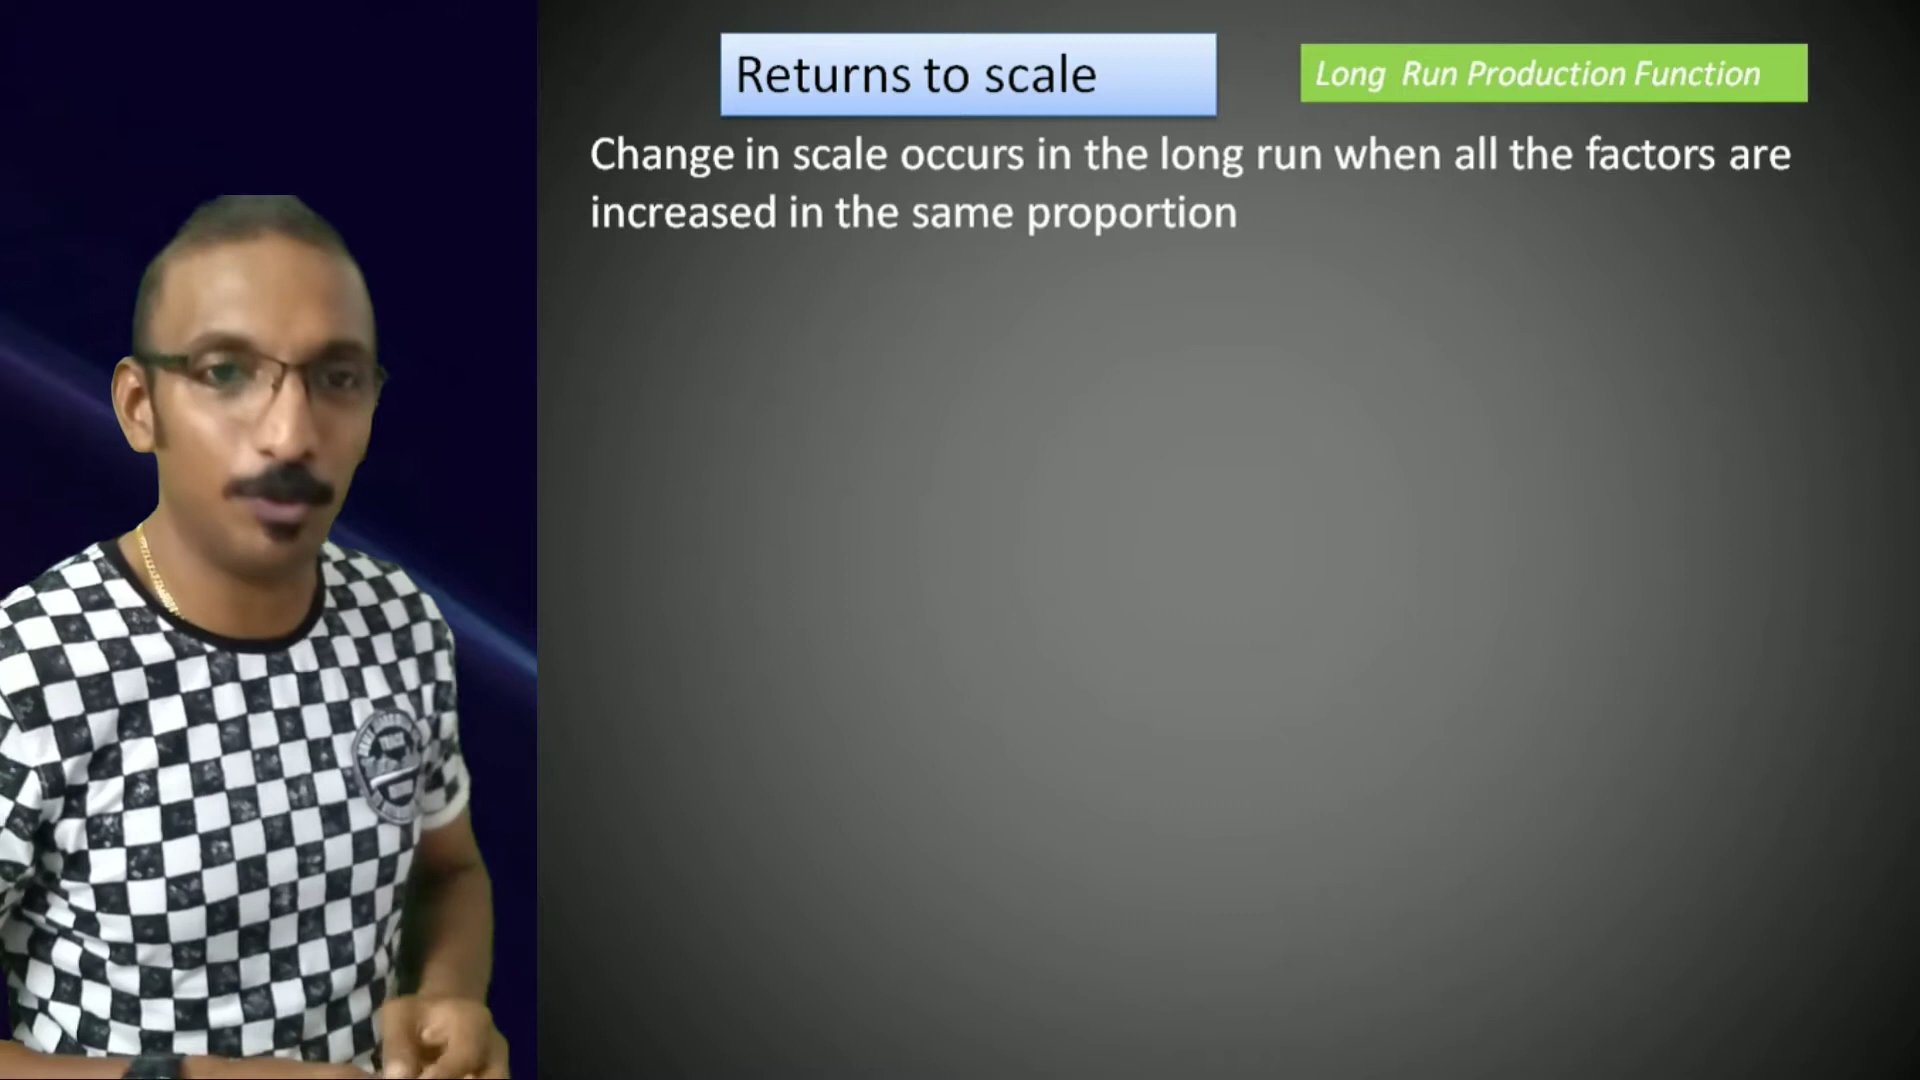 Returns to scale
Long Run Production Function
Change in scale occurs in the long run when all the factors are
increased in the same proportion
TRACK